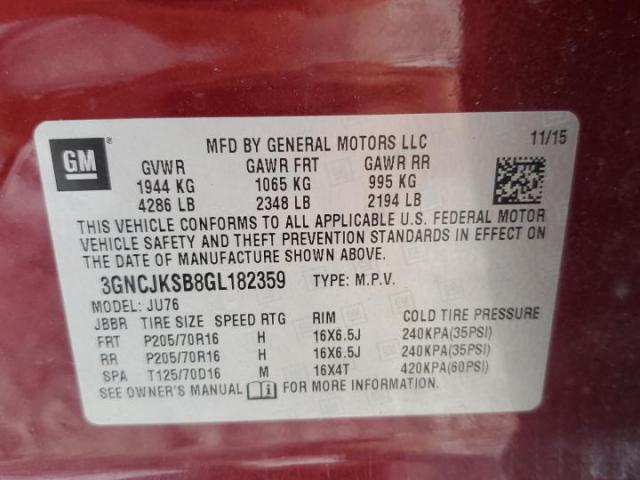 GM
MFD BY GENERAL MOTORS LLC 11/15
GVWR GAWR FRT GAWR RR
1944 KG 1065 KG 995 KG
4286 LB 2348 LB 2194 LB
THIS VEHICLE CONFORMS TO ALL APPLICABLE U.S. FEDERAL MOTOR
VEHICLE SAFETY AND THEFT PREVENTION STANDARDS IN EFFECT ON
THE DATE OF MANUFACTURE SHOWN ABOVE.
3GNCJKSB8GL182359 TYPE: M.P.V.
MODEL: JU76
JBBR TIRE SIZE SPEED RTG RIM COLD TIRE PRESSURE
FRT P205/70R16 H 16X6.5J 240KPA(35PSI)
RR P205/70R16 H 16X6.5J 240KPA(35PSI)
SPA T125/70D16 M 16X4T 420KPA(60PSI)
SEE OWNER'S MANUAL FOR MORE INFORMATION.